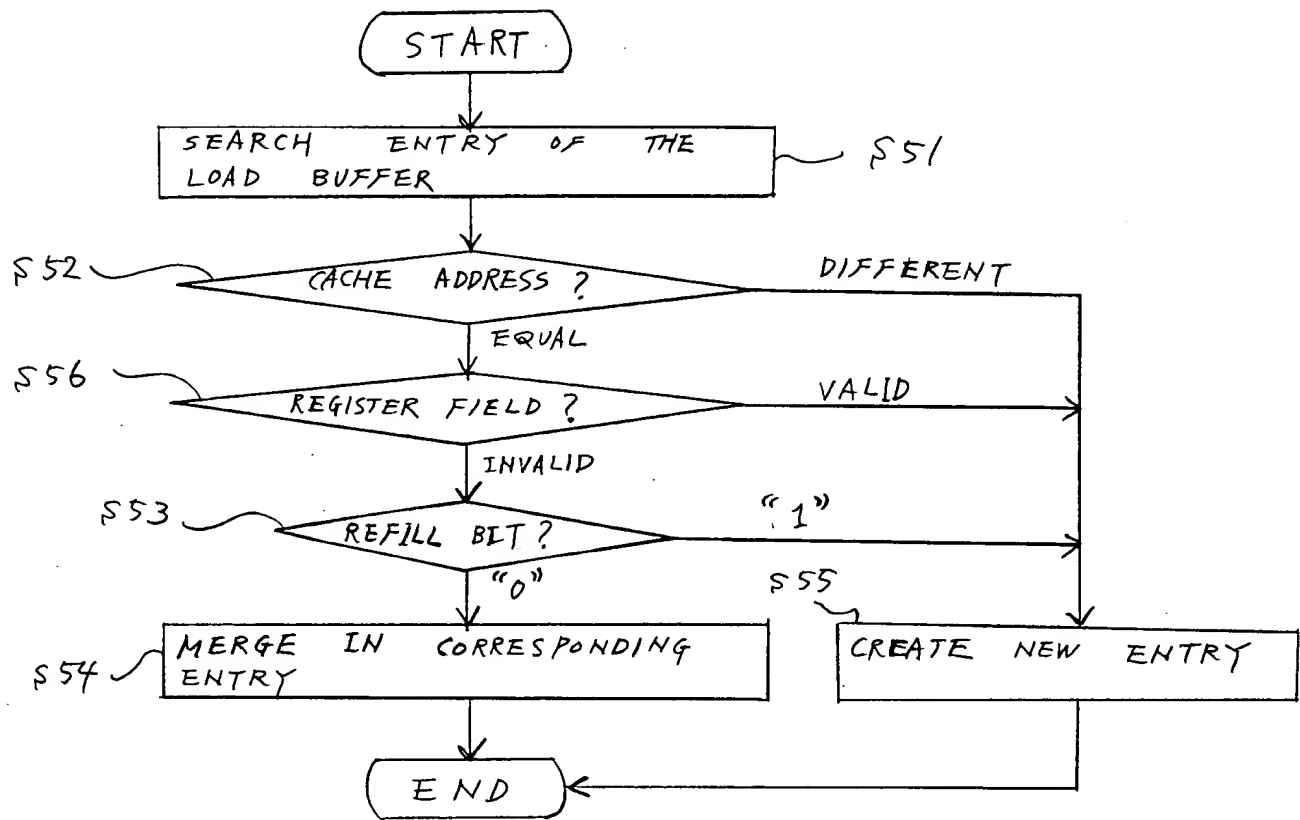 START
SEARCH ENTRY OF THE
LOAD BUFFER
S51
S52
CACHE ADDRESS?
DIFFERENT
EQUAL
S56
REGISTER FIELD?
VALID
INVALID
S53
REFILL BIT?
"1"
"0"
S55
S54
MERGE IN CORRESPONDING
ENTRY
CREATE NEW ENTRY
END